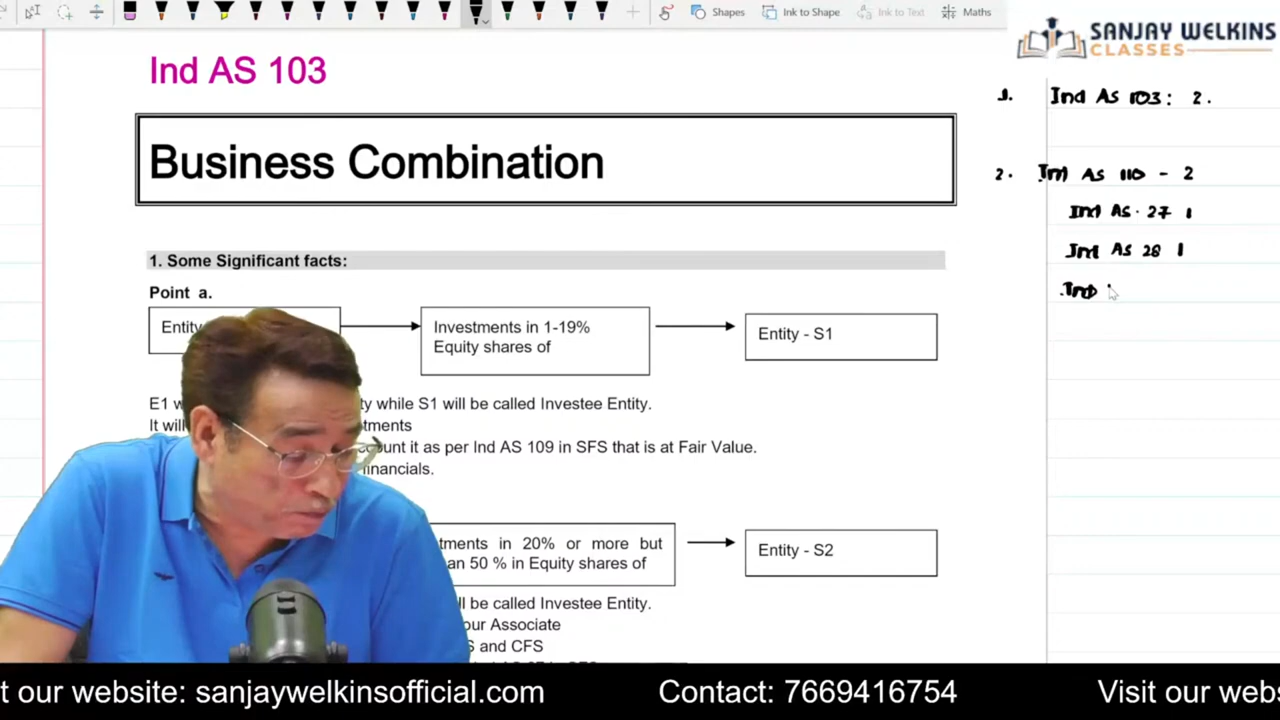 Shapes Ink to Shape Ink to Text Maths
SANJAY WELKINS
CLASSES
Ind AS 103
Business Combination
1. Some Significant facts:
Point a.
Entity
Investments in 1-19%
Equity shares of
Entity - S1
E1 w ty while S1 will be called Investee Entity.
It will tments
count it as per Ind AS 109 in SFS that is at Fair Value.
financials.
tments in 20% or more but
an 50 % in Equity shares of
Entity - S2
ll be called Investee Entity.
our Associate
S and CFS
1. Ind As 103: 2.
2. Ind As 110 - 2
Ind As. 27 1
Ind As 28 1
Ind
t our website: sanjaywelkinsofficial.com Contact: 7669416754 Visit our webs